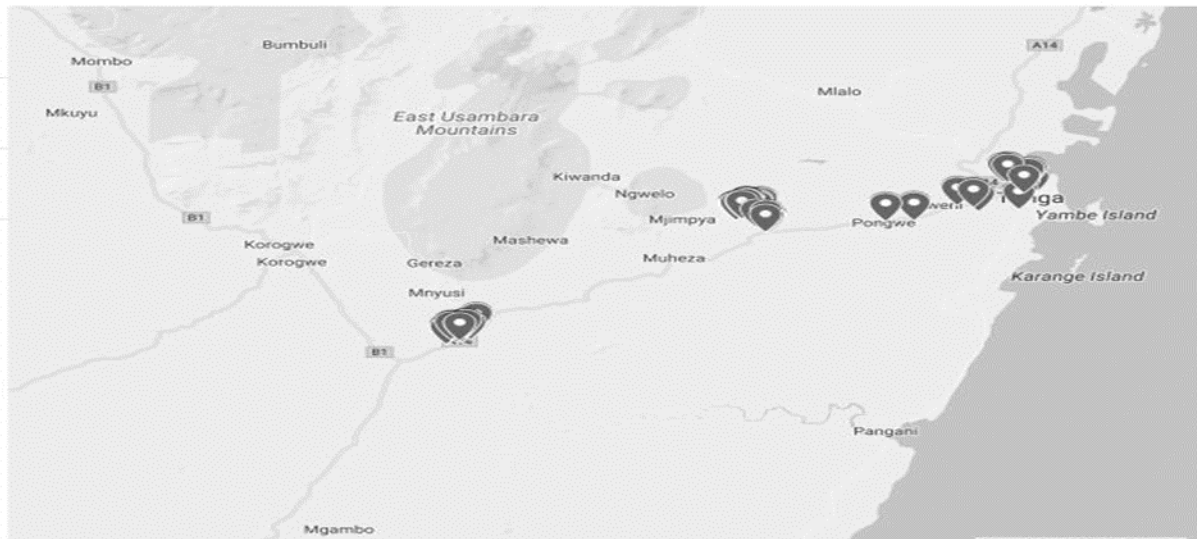 Bumbuli
A14
Mombo
B1
Mlalo
Mkuyu
East Usambara
Mountains
Kiwanda
Ngwelo
Yambe Island
B1
Mjimpya
Pongwe
Korogwe
Mashewa
Korogwe
Gereza
Muheza
Karange Island
Mnyusi
B1
Pangani
Mgambo